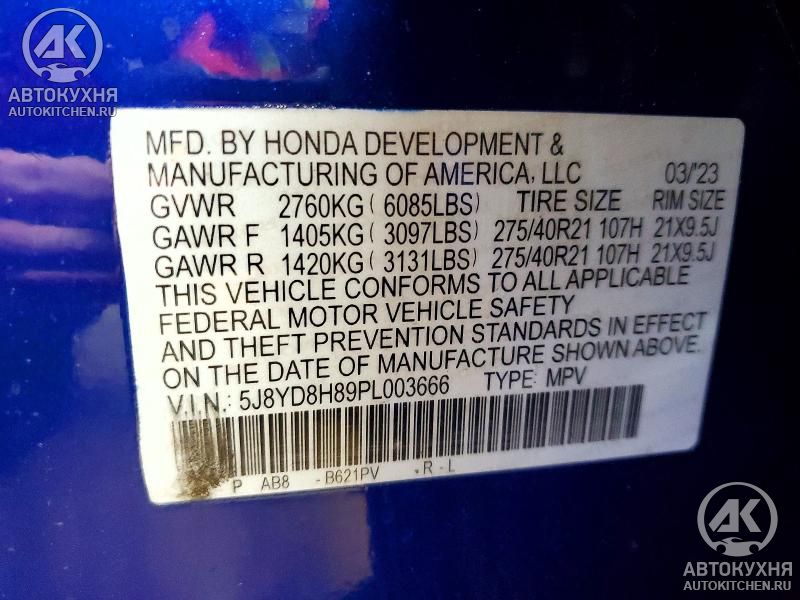 AK
АВТОКУХНЯ
AUTOKITCHEN.RU
MFD. BY HONDA DEVELOPMENT &
MANUFACTURING OF AMERICA, LLC 03/'23
GVWR 2760KG ( 6085LBS) TIRE SIZE RIM SIZE
GAWR F 1405KG ( 3097LBS) 275/40R21 107H 21X9.5J
GAWR R 1420KG ( 3131LBS) 275/40R21 107H 21X9.5J
THIS VEHICLE CONFORMS TO ALL APPLICABLE
FEDERAL MOTOR VEHICLE SAFETY
AND THEFT PREVENTION STANDARDS IN EFFECT
ON THE DATE OF MANUFACTURE SHOWN ABOVE.
V.I.N.: 5J8YD8H89PL003666 TYPE: MPV
P AB8 -B621PV R - L
AK
АВТОКУХНЯ
AUTOKITCHEN.RU